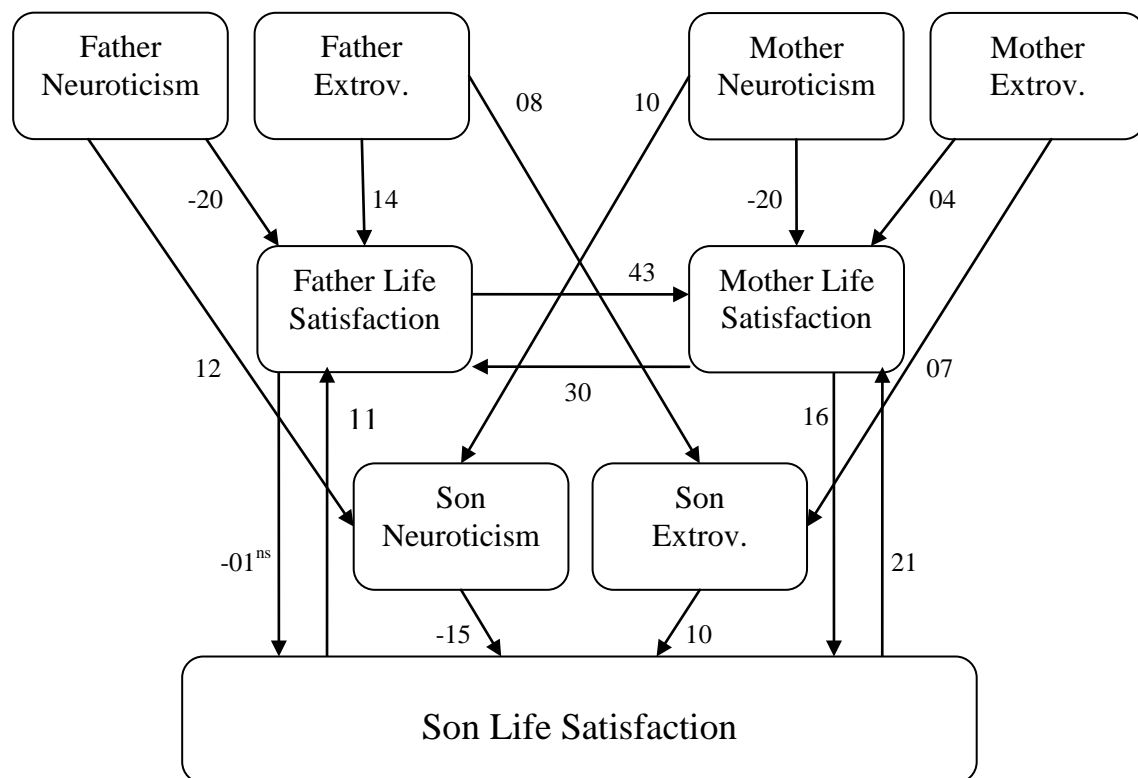 Father
Neuroticism
Father
Extrov.
Mother
Neuroticism
Mother
Extrov.
08
10
-20
14
-20
04
Father Life
Satisfaction
43
Mother Life
Satisfaction
12
30
07
11
16
Son
Neuroticism
Son
Extrov.
-01ns
21
-15
10
Son Life Satisfaction